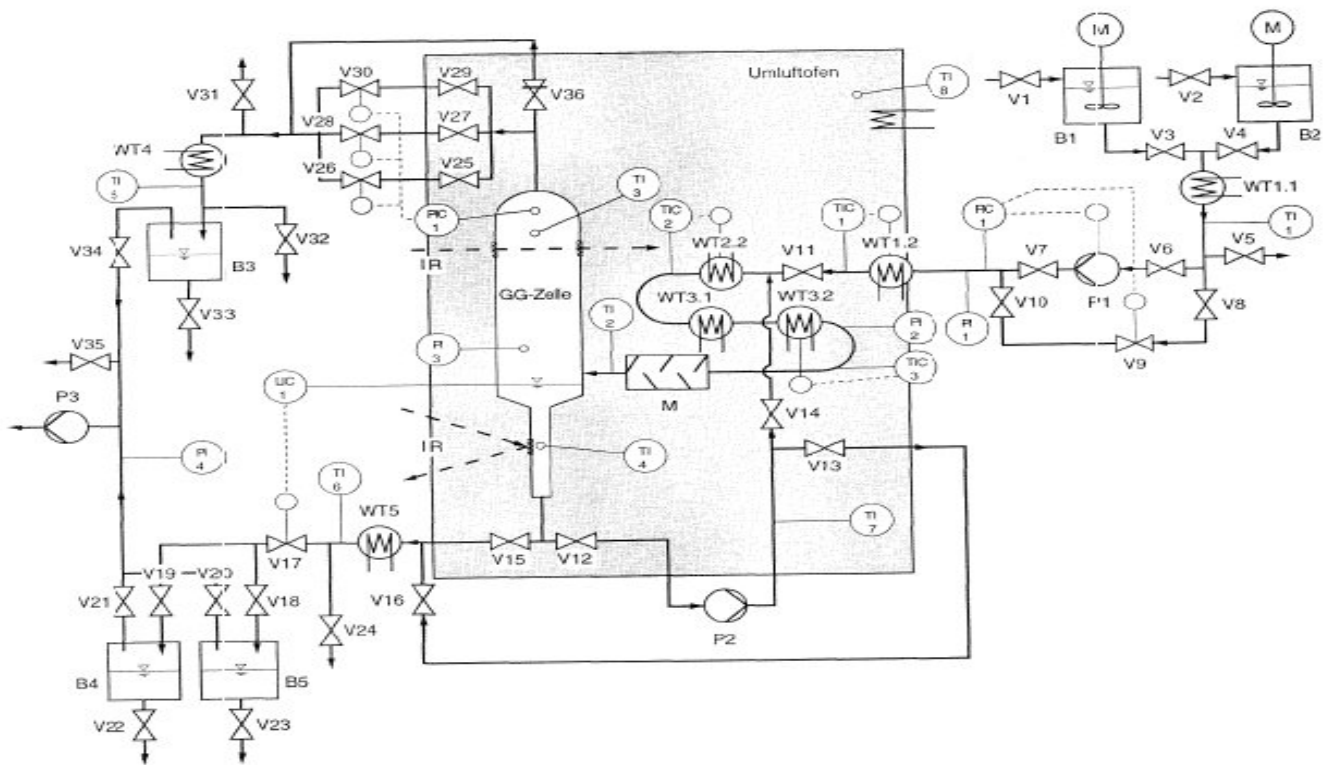 M
M
V31
V30
V29
V36
Umluftofen
TI
8
V1
V2
B1
B2
V3
V4
V28
V27
WT4
TI
5
V26
V25
PIC
1
TI
3
TIC
2
TIC
1
WT1.1
TI
1
V34
B3
V32
IR
WT2.2
V11
WT1.2
V7
V6
V5
GG-Zelle
WT3.1
WT3.2
V10
P1
V8
V33
TI
2
PI
2
PI
1
V9
V35
PI
3
TIC
3
P3
LIC
1
M
V14
PI
4
IR
TI
4
V13
TI
6
WT5
TI
7
V17
V15
V12
V19
V20
V21
V18
V16
V24
P2
B4
B5
V22
V23